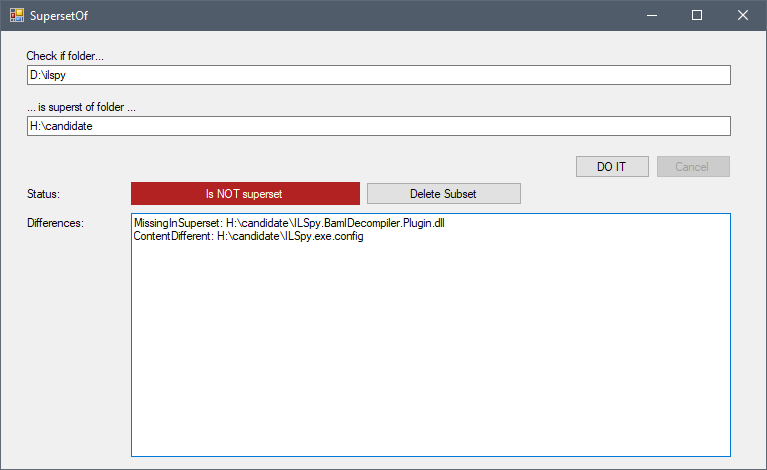 SupersetOf
Check if folder...
D:\ilspy
... is superst of folder ...
H:\candidate
DO IT
Cancel
Status:
Is NOT superset
Delete Subset
Differences:
MissingInSuperset: H:\candidate\ILSpy.BamlDecompiler.Plugin.dll
ContentDifferent: H:\candidate\ILSpy.exe.config